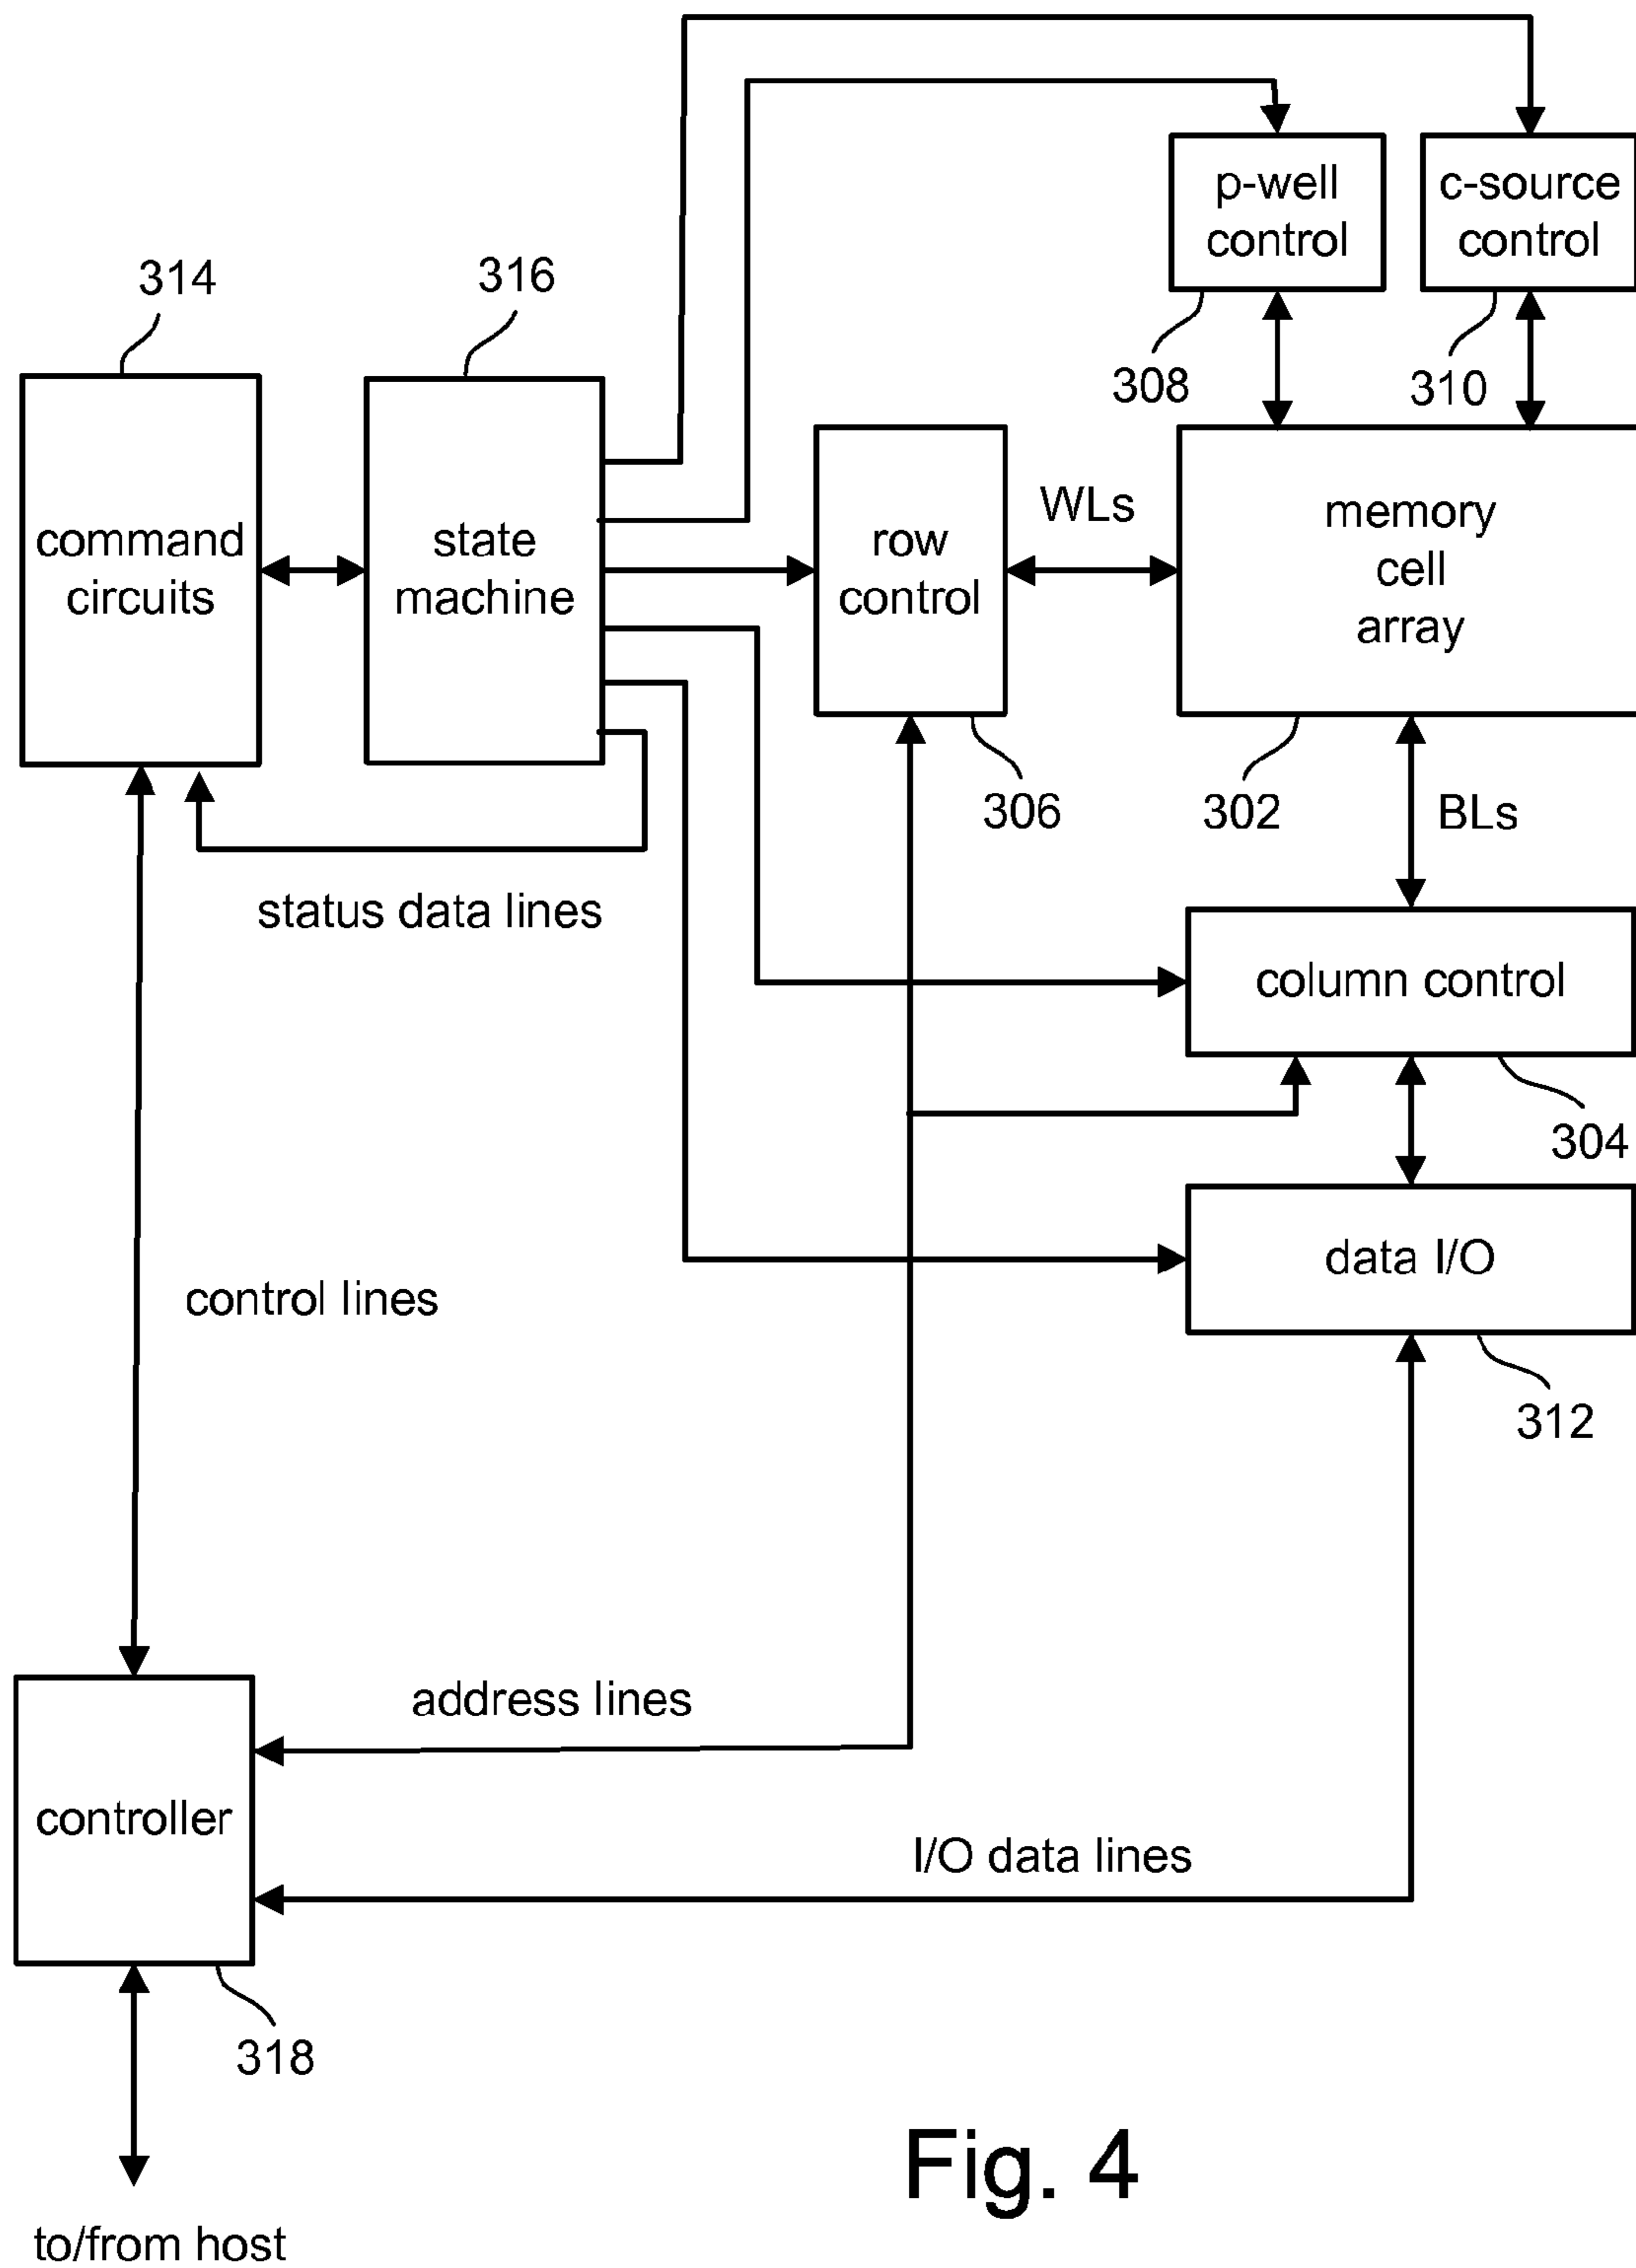 p-well
control
c-source
control
314
316
308
310
command
circuits
state
machine
row
control
WLs
memory
cell
array
306
302
BLs
status data lines
column control
304
data I/O
control lines
312
address lines
controller
I/O data lines
318
Fig. 4
to/from host